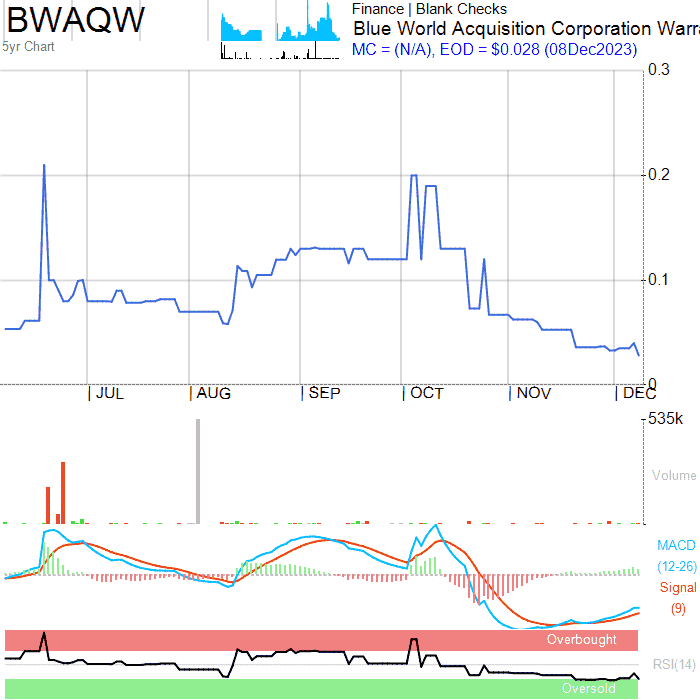 BWAQW
5yr Chart
Finance | Blank Checks
Blue World Acquisition Corporation Warra
MC = (N/A), EOD = $0.028 (08Dec2023)
0.3
0.2
0.1
0
JUL AUG SEP OCT NOV DEC
535k
Volume
MACD
(12-26)
Signal
(9)
Overbought
RSI(14)
Oversold